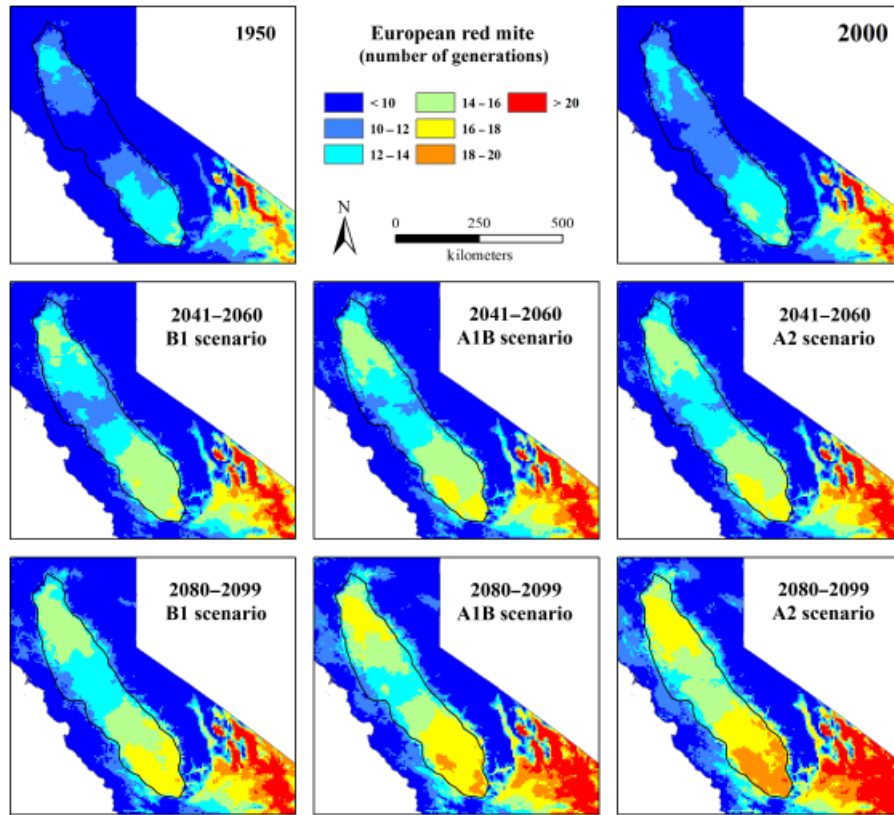 1950
European red mite
(number of generations)
< 10
14 – 16
> 20
10 – 12
16 – 18
12 – 14
18 – 20
N
0
250
500
kilometers
2000
2041–2060
B1 scenario
2041–2060
A1B scenario
2041–2060
A2 scenario
2080–2099
B1 scenario
2080–2099
A1B scenario
2080–2099
A2 scenario